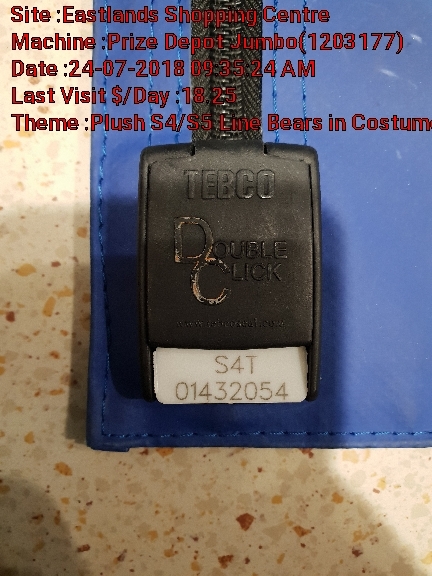 Site :Eastlands Shopping Centre
Machine :Prize Depot Jumbo(1203177)
Date :24-07-2018 09:35:24 AM
Last Visit $/Day :18.25
Theme :Plush S4/S5 Line Bears in Costume
TEBCO
DOUBLE
CLICK
S4T
01432054